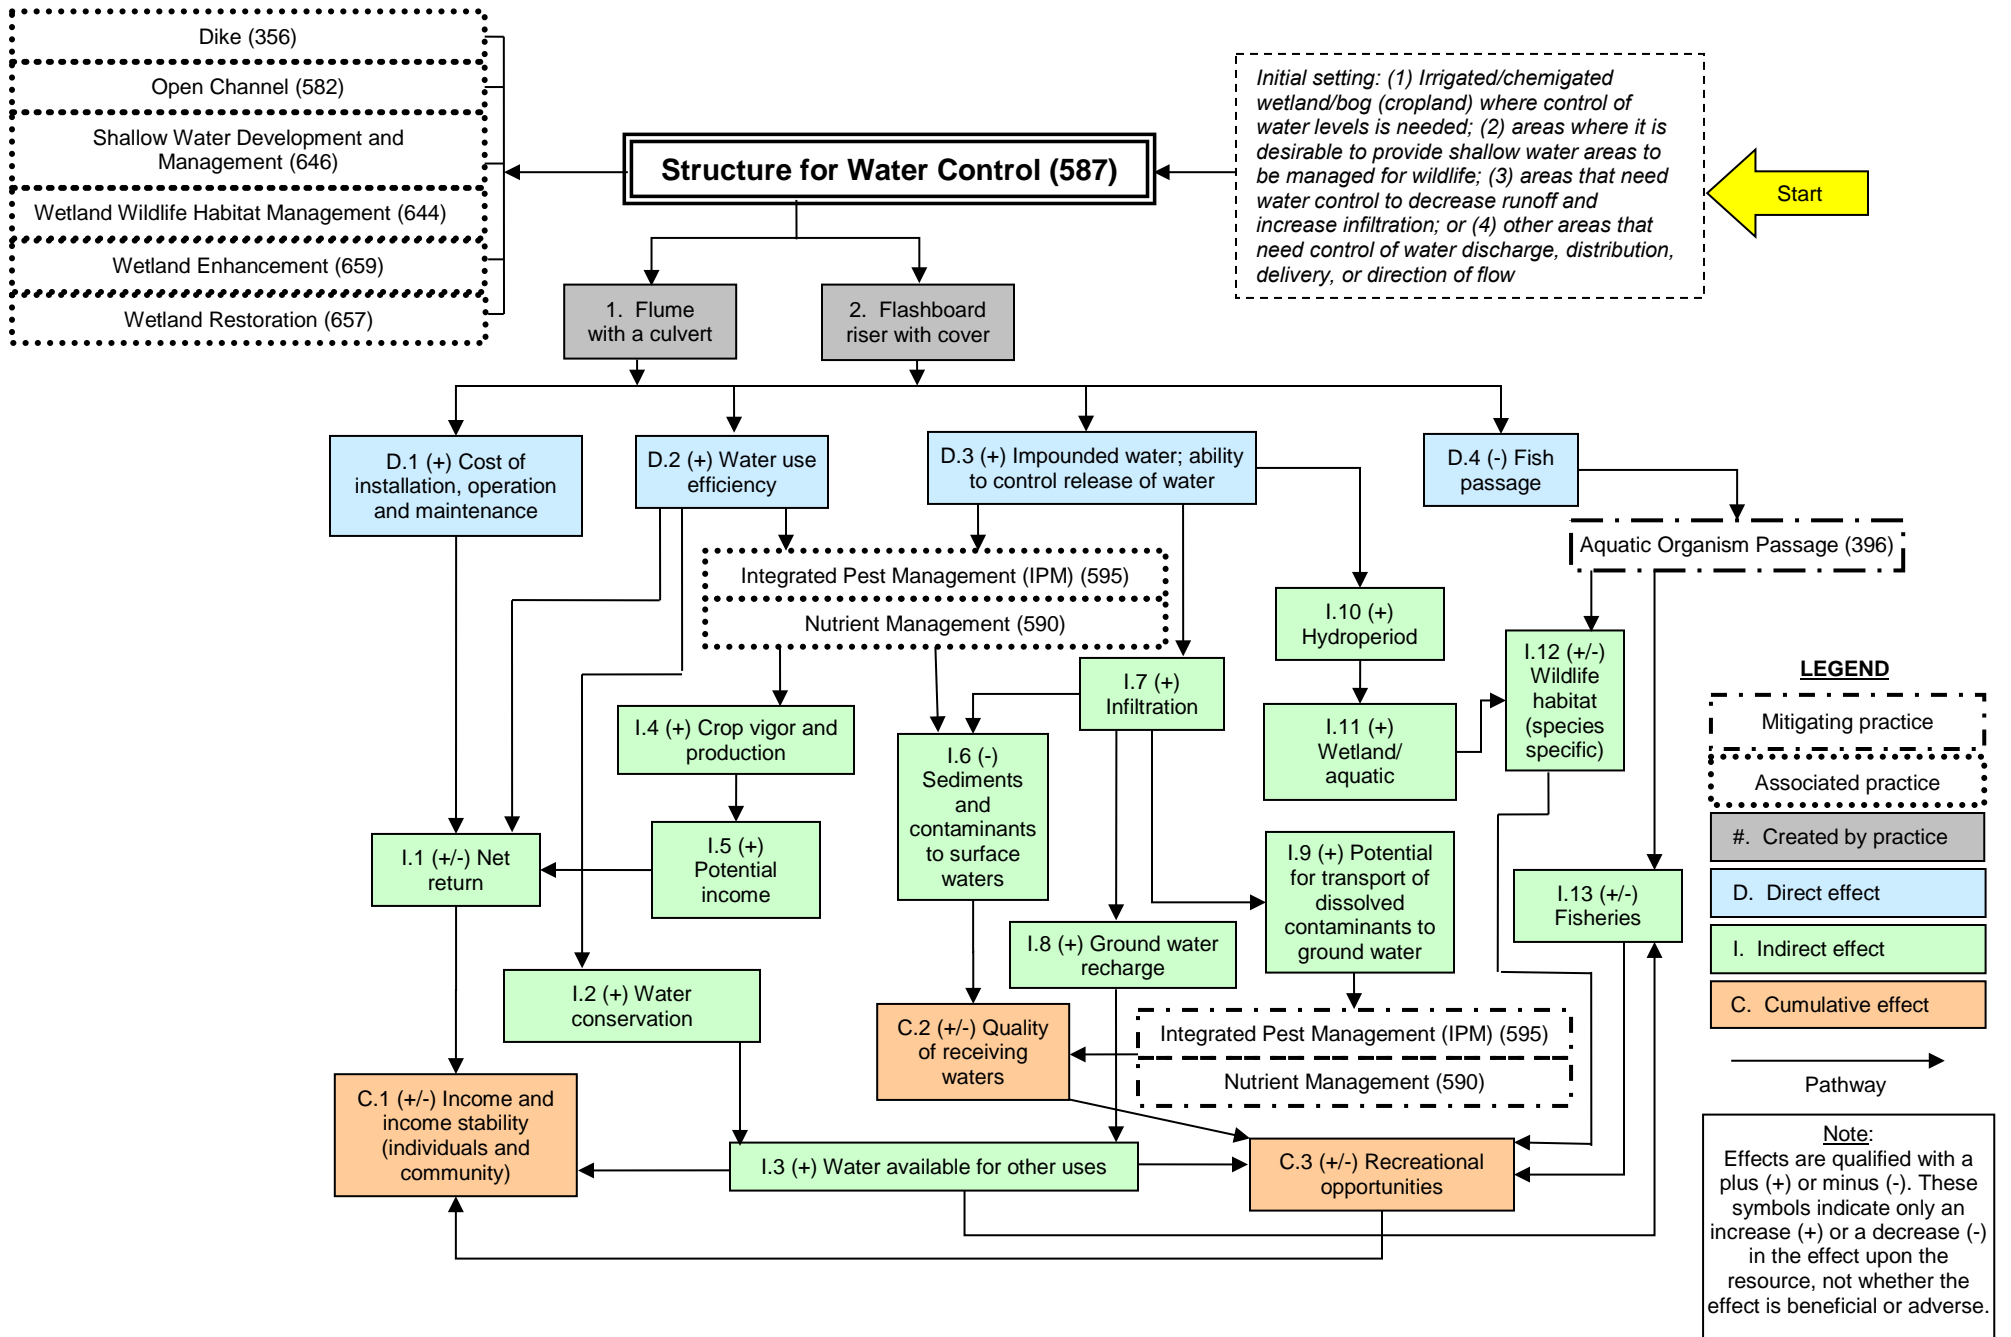 Dike (356)
Open Channel (582)
Shallow Water Development and
Management (646)
Wetland Wildlife Habitat Management (644)
Wetland Enhancement (659)
Wetland Restoration (657)
Structure for Water Control (587)
Initial setting: (1) Irrigated/chemigated
wetland/bog (cropland) where control of
water levels is needed; (2) areas where it is
desirable to provide shallow water areas to
be managed for wildlife; (3) areas that need
water control to decrease runoff and
increase infiltration; or (4) other areas that
need control of water discharge, distribution,
delivery, or direction of flow
Start
1. Flume
with a culvert
2. Flashboard
riser with cover
D.1 (+) Cost of
installation, operation
and maintenance
D.2 (+) Water use
efficiency
D.3 (+) Impounded water; ability
to control release of water
D.4 (-) Fish
passage
Aquatic Organism Passage (396)
Integrated Pest Management (IPM) (595)
Nutrient Management (590)
I.10 (+)
Hydroperiod
I.12 (+/-)
Wildlife
habitat
(species
specific)
I.7 (+)
Infiltration
I.4 (+) Crop vigor and
production
I.6 (-)
Sediments
and
contaminants
to surface
waters
I.11 (+)
Wetland/
aquatic
I.1 (+/-) Net
return
I.5 (+)
Potential
income
I.9 (+) Potential
for transport of
dissolved
contaminants to
ground water
I.13 (+/-)
Fisheries
I.8 (+) Ground water
recharge
I.2 (+) Water
conservation
C.2 (+/-) Quality
of receiving
waters
Integrated Pest Management (IPM) (595)
Nutrient Management (590)
C.1 (+/-) Income and
income stability
(individuals and
community)
I.3 (+) Water available for other uses
C.3 (+/-) Recreational
opportunities
LEGEND
Mitigating practice
Associated practice
#. Created by practice
D. Direct effect
I. Indirect effect
C. Cumulative effect
Pathway
Note:
Effects are qualified with a
plus (+) or minus (-). These
symbols indicate only an
increase (+) or a decrease (-)
in the effect upon the
resource, not whether the
effect is beneficial or adverse.